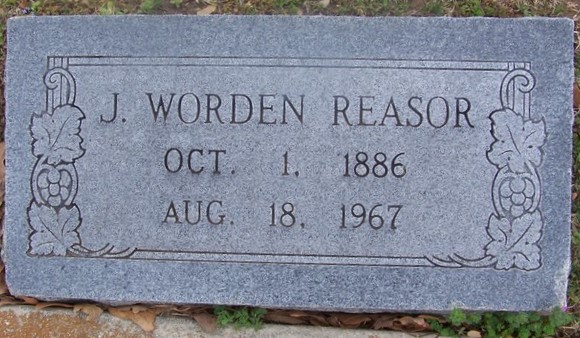 J. WORDEN REASOR
OCT. 1, 1886
AUG. 18, 1967